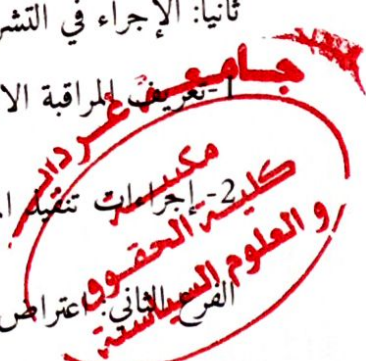 ثانيا: الإجراء في التشر
1-تعريف المراقبة الا
2- إجراءات تنفيذ ا
الفرع الثاني: اعتراض
جامعة غرداية
مكتبة
كلية الحقوق
و العلوم السياسية